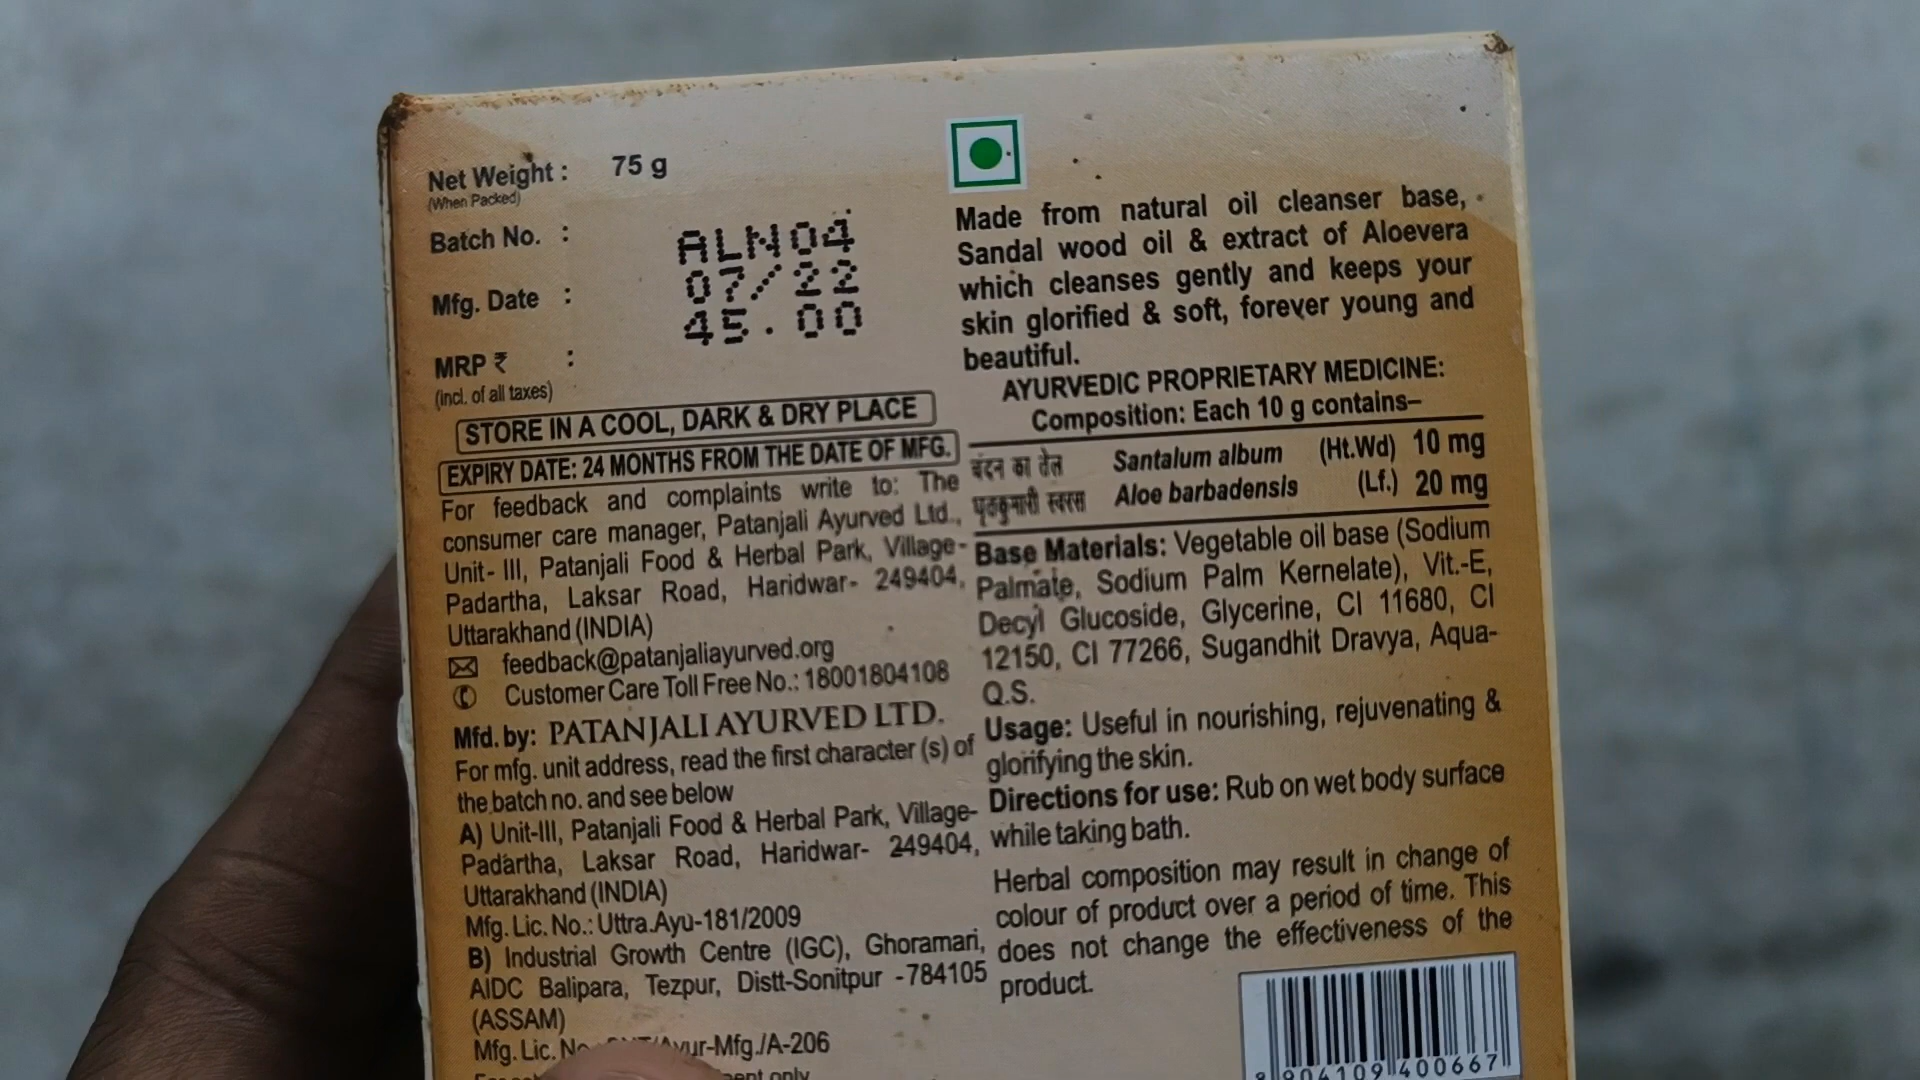 Net Weight : 75 g
(When Packed)
Batch No. : ALN04
Mfg. Date : 07/22
MRP ₹ : 45.00
(incl. of all taxes)
STORE IN A COOL, DARK & DRY PLACE
EXPIRY DATE: 24 MONTHS FROM THE DATE OF MFG.
For feedback and complaints write to: The
consumer care manager, Patanjali Ayurved Ltd.,
Unit- III, Patanjali Food & Herbal Park, Village-
Padartha, Laksar Road, Haridwar- 249404,
Uttarakhand (INDIA)
feedback@patanjaliayurved.org
Customer Care Toll Free No.: 18001804108
Mfd. by: PATANJALI AYURVED LTD.
For mfg. unit address, read the first character (s) of
the batch no. and see below
A) Unit-III, Patanjali Food & Herbal Park, Village-
Padartha, Laksar Road, Haridwar- 249404,
Uttarakhand (INDIA)
Mfg. Lic. No.: Uttra.Ayu-181/2009
B) Industrial Growth Centre (IGC), Ghoramari,
AIDC Balipara, Tezpur, Distt-Sonitpur -784105
(ASSAM)
Mfg. Lic. Ayur-Mfg./A-206
only
Made from natural oil cleanser base,
Sandal wood oil & extract of Aloevera
which cleanses gently and keeps your
skin glorified & soft, forever young and
beautiful.
AYURVEDIC PROPRIETARY MEDICINE:
Composition: Each 10 g contains–
चंदन का तेल Santalum album (Ht.Wd) 10 mg
घृतकुमारी स्वरस Aloe barbadensis (Lf.) 20 mg
Base Materials: Vegetable oil base (Sodium
Palmate, Sodium Palm Kernelate), Vit.-E,
Decyl Glucoside, Glycerine, CI 11680, CI
12150, CI 77266, Sugandhit Dravya, Aqua-
Q.S.
Usage: Useful in nourishing, rejuvenating &
glorifying the skin.
Directions for use: Rub on wet body surface
while taking bath.
Herbal composition may result in change of
colour of product over a period of time. This
does not change the effectiveness of the
product.
8 904109 400667